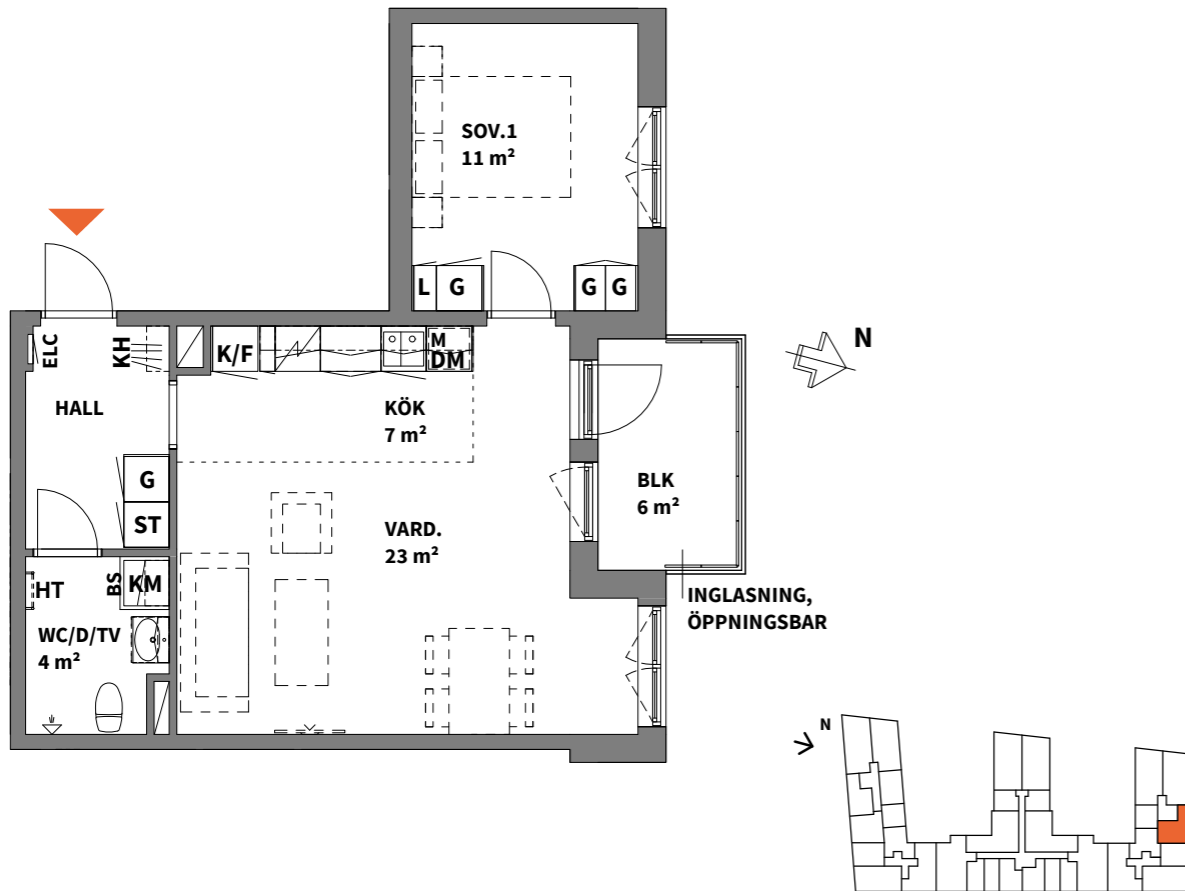 SOV.1
11 m²
L
G
G
G
ELC
KH
K/F
M
DM
N
HALL
KÖK
7 m²
G
ST
BLK
6 m²
VARD.
23 m²
HT
BS
KM
INGLASNING,
ÖPPNINGSBAR
WC/D/TV
4 m²
N